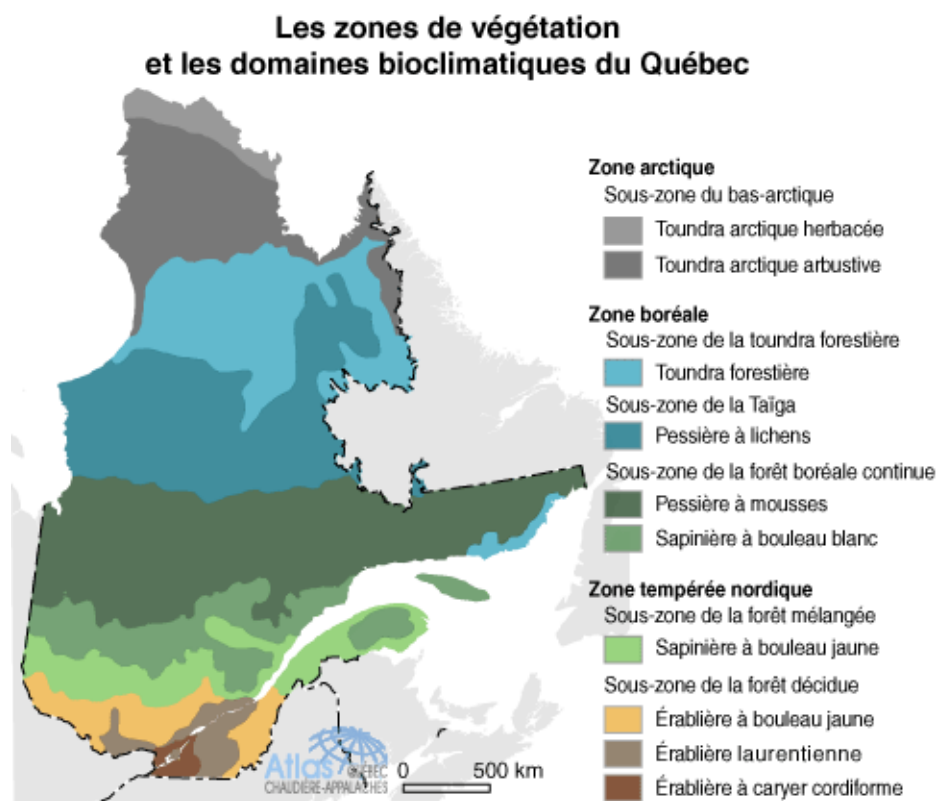 Les zones de végétation
et les domaines bioclimatiques du Québec
Zone arctique
Sous-zone du bas-arctique
Toundra arctique herbacée
Toundra arctique arbustive
Zone boréale
Sous-zone de la toundra forestière
Toundra forestière
Sous-zone de la Taïga
Pessière à lichens
Sous-zone de la forêt boréale continue
Pessière à mousses
Sapinière à bouleau blanc
Zone tempérée nordique
Sous-zone de la forêt mélangée
Sapinière à bouleau jaune
Sous-zone de la forêt décidue
Érablière à bouleau jaune
Érablière laurentienne
Érablière à caryer cordiforme
Atlas QUÉBEC
CHAUDIÈRE-APPALACHES
0 500 km